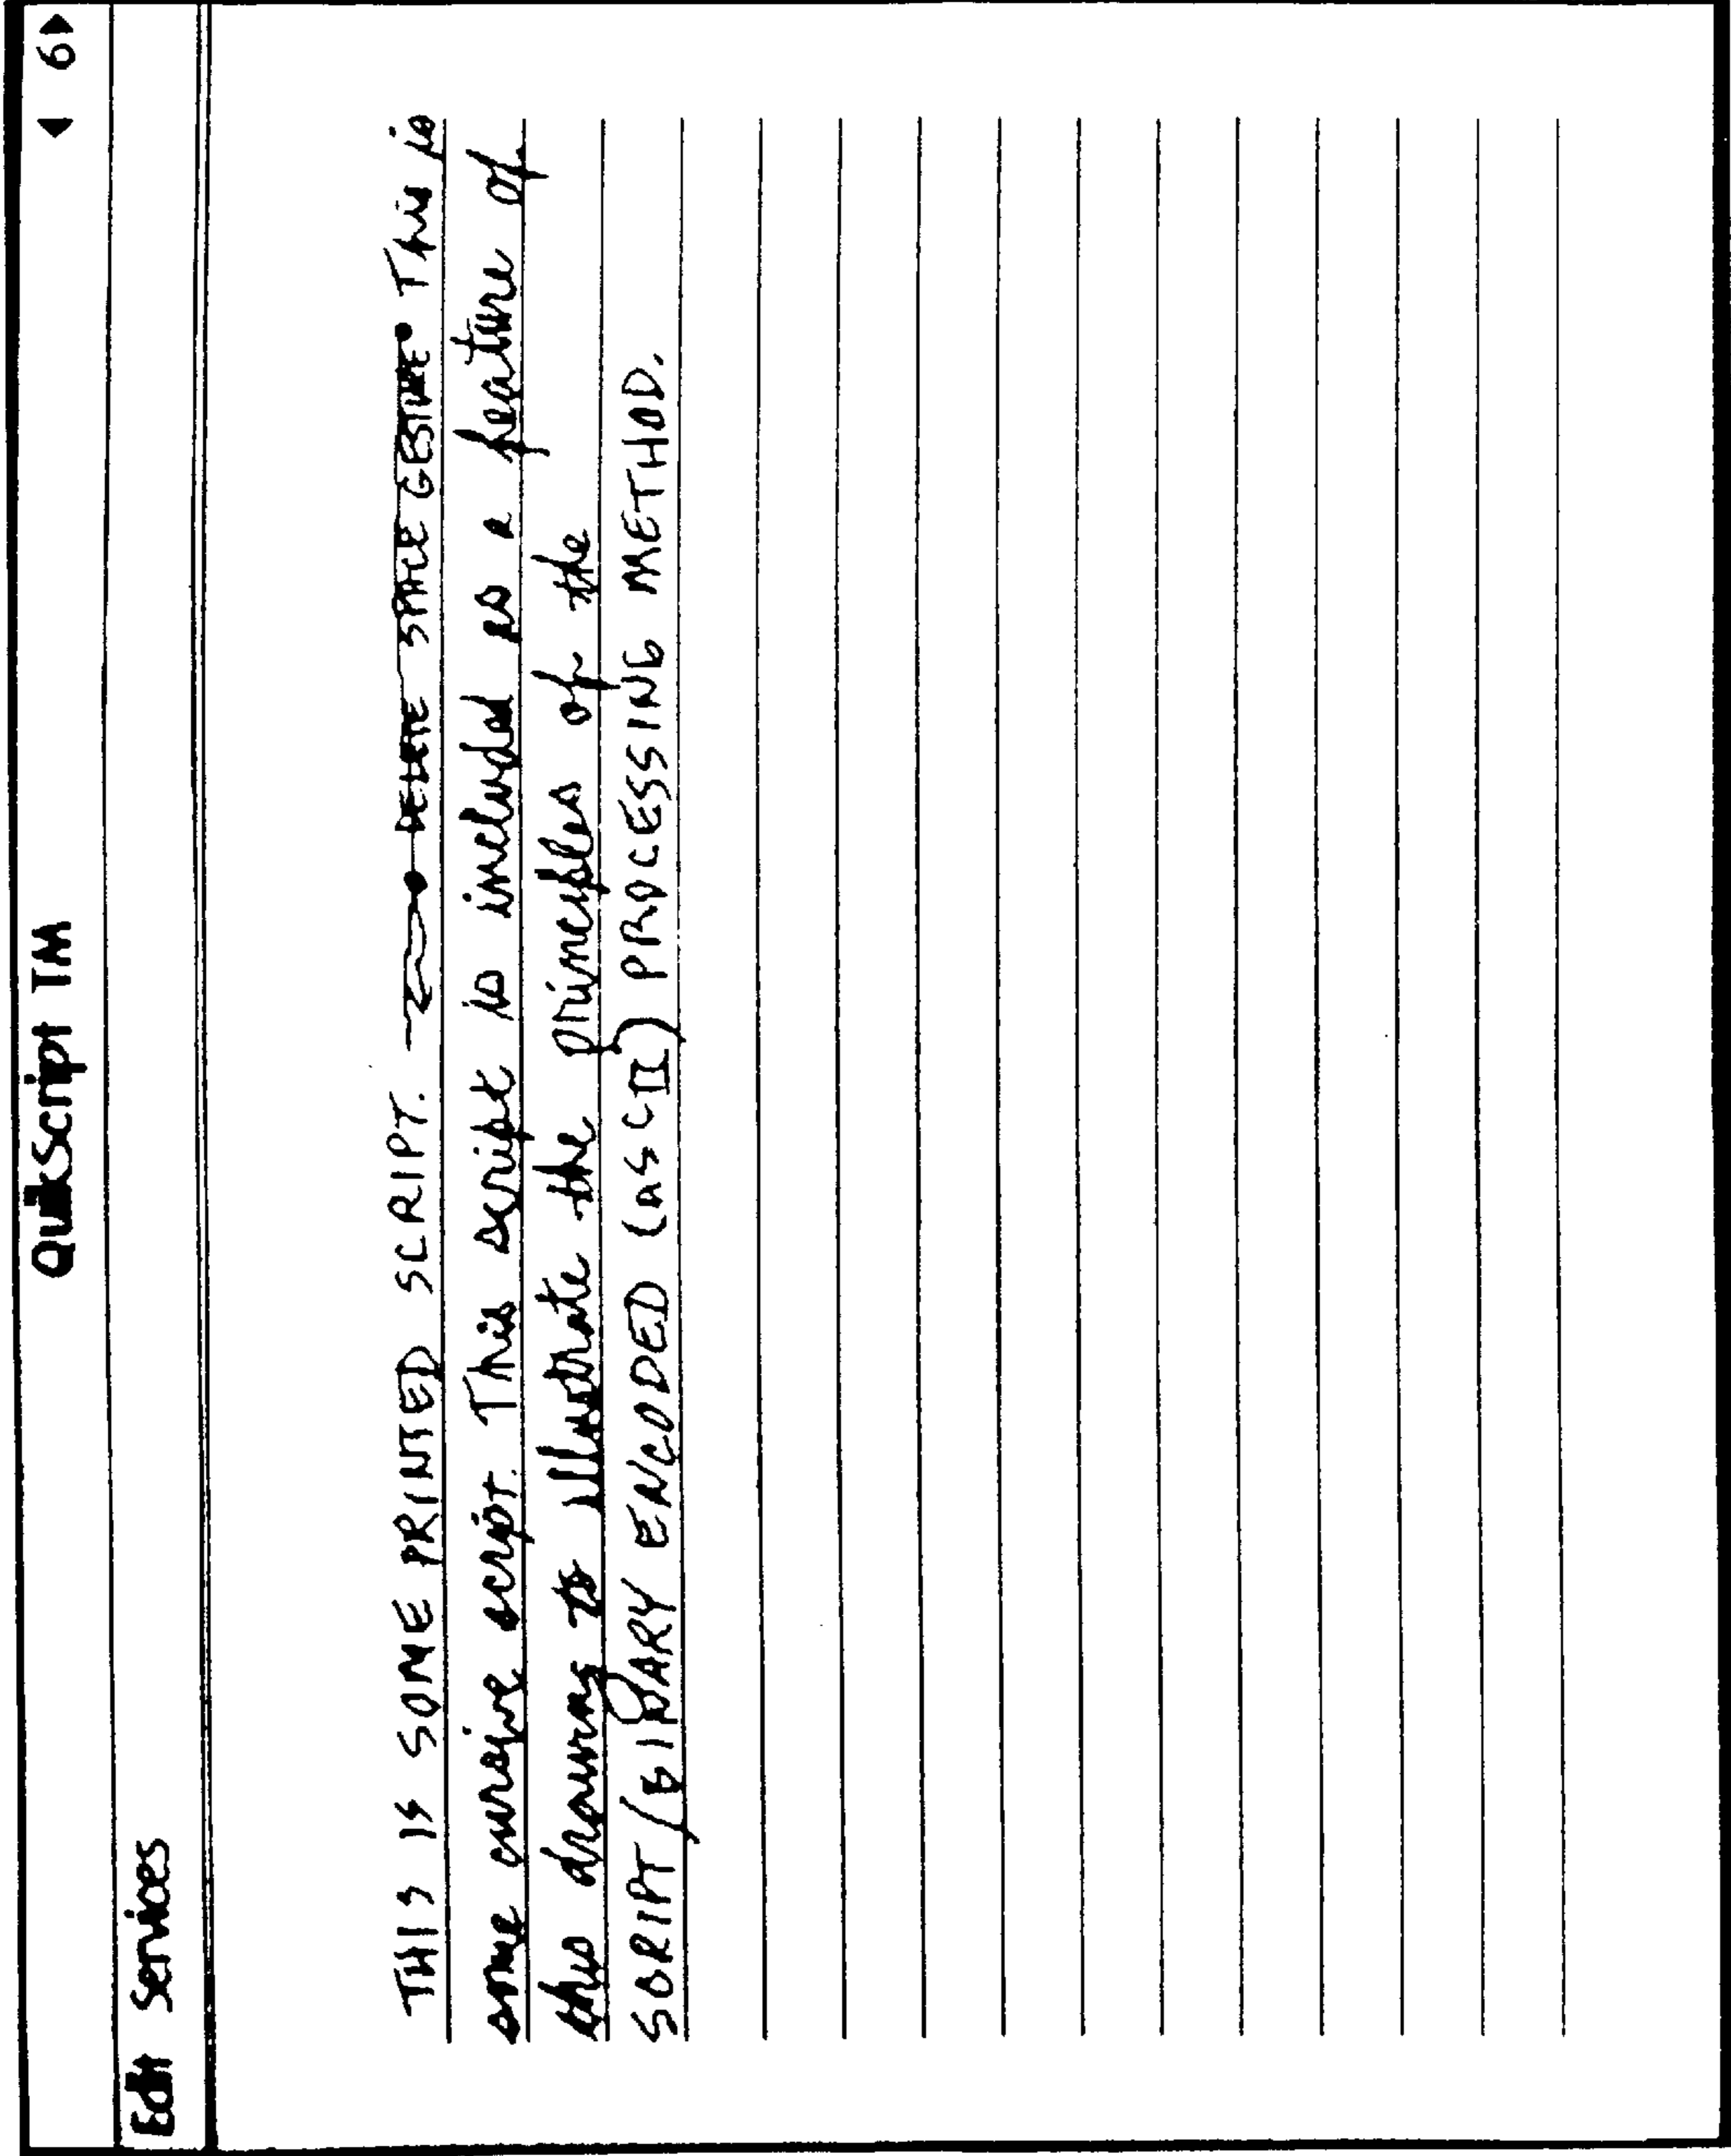 QuikScript TM ◀ 6▶
Edit Services
THIS IS SOME PRINTED SCRIPT. DELETE SPACE GESTURE This is
some cursive script. This script is included as a feature of
this drawing to illustrate the principles of the
SCRIPT/BINARY ENCODED (ASCII) PROCESSING METHOD.